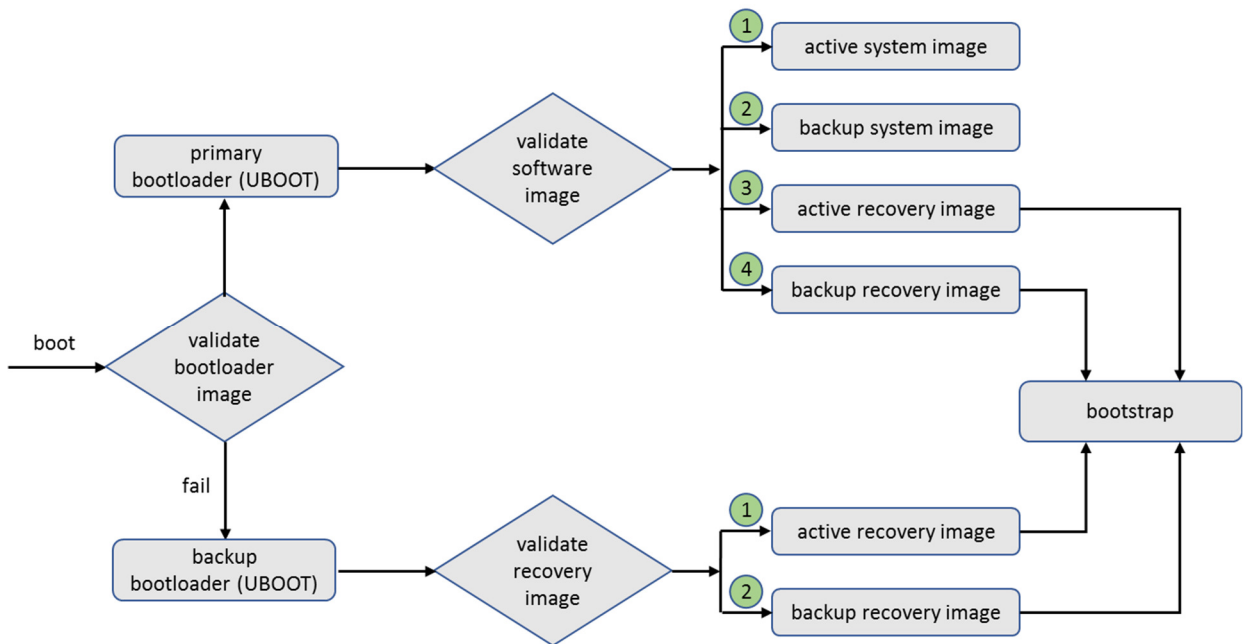 1
active system image
2
backup system image
primary
bootloader (UBOOT)
validate
software
image
3
active recovery image
4
backup recovery image
boot
validate
bootloader
image
bootstrap
fail
backup
bootloader (UBOOT)
validate
recovery
image
1
active recovery image
2
backup recovery image